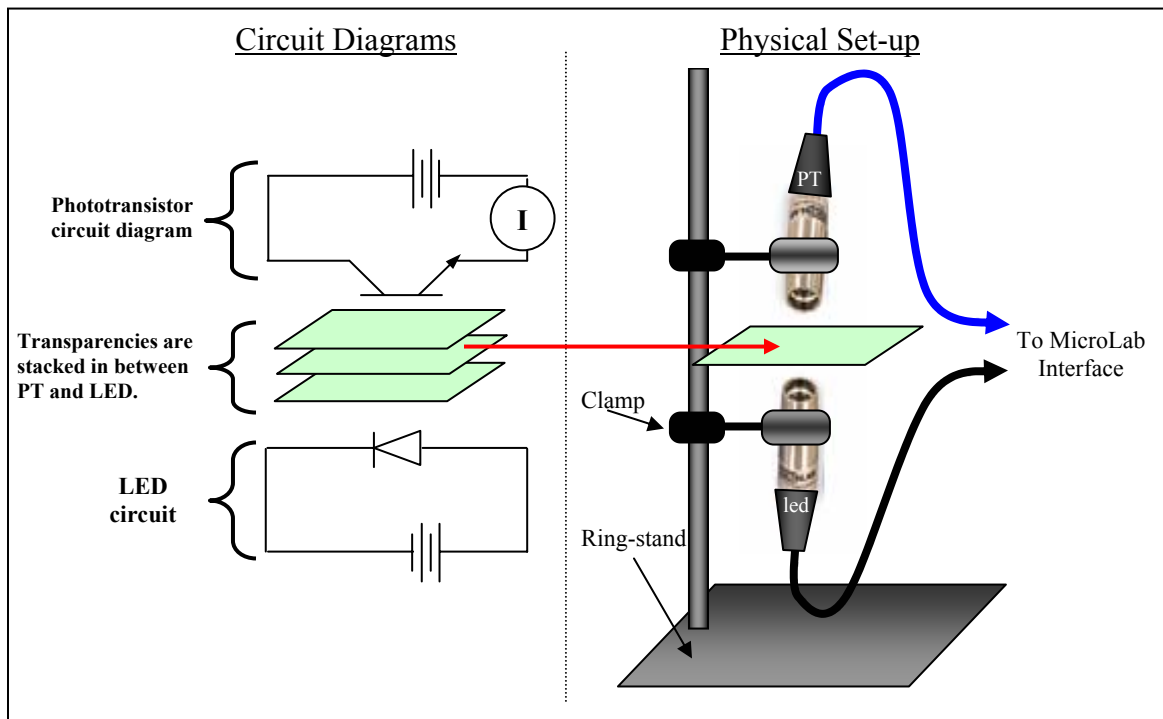 Circuit Diagrams
Physical Set-up
Phototransistor
circuit diagram
I
Transparencies are
stacked in between
PT and LED.
LED
circuit
PT
To MicroLab
Interface
Clamp
led
Ring-stand